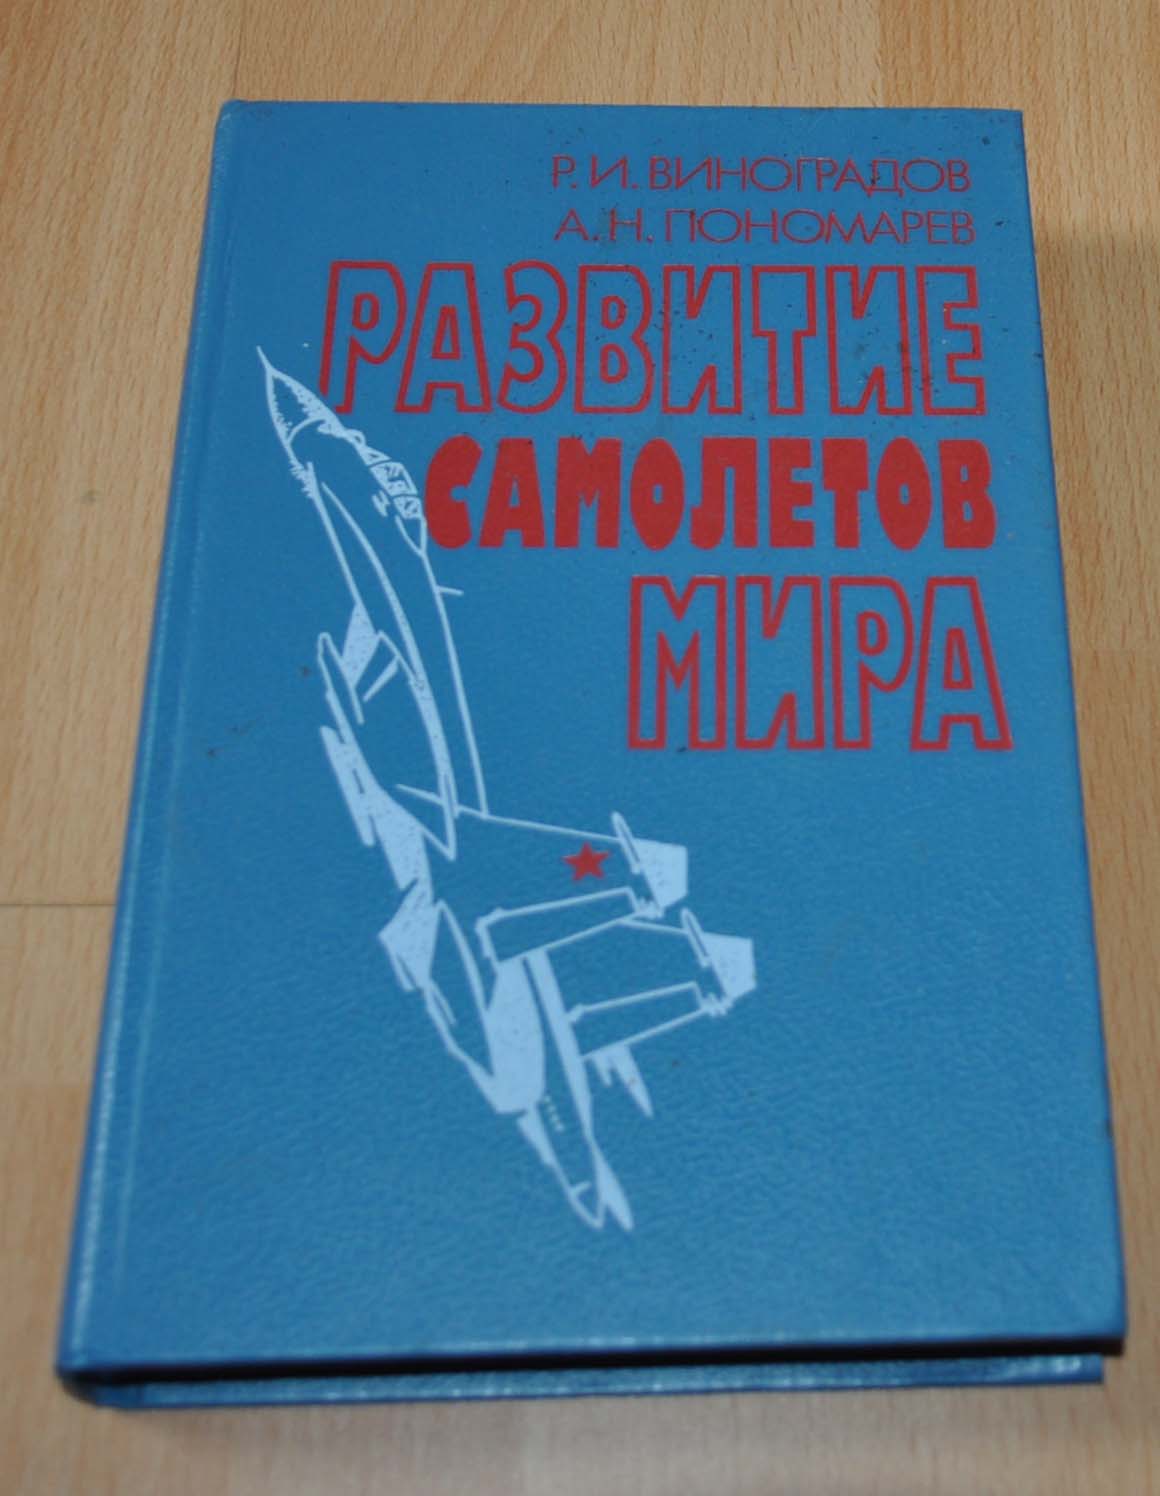 Р. И. ВИНОГРАДОВ
А. Н. ПОНОМАРЕВ
РАЗВИТИЕ
САМОЛЕТОВ
МИРА